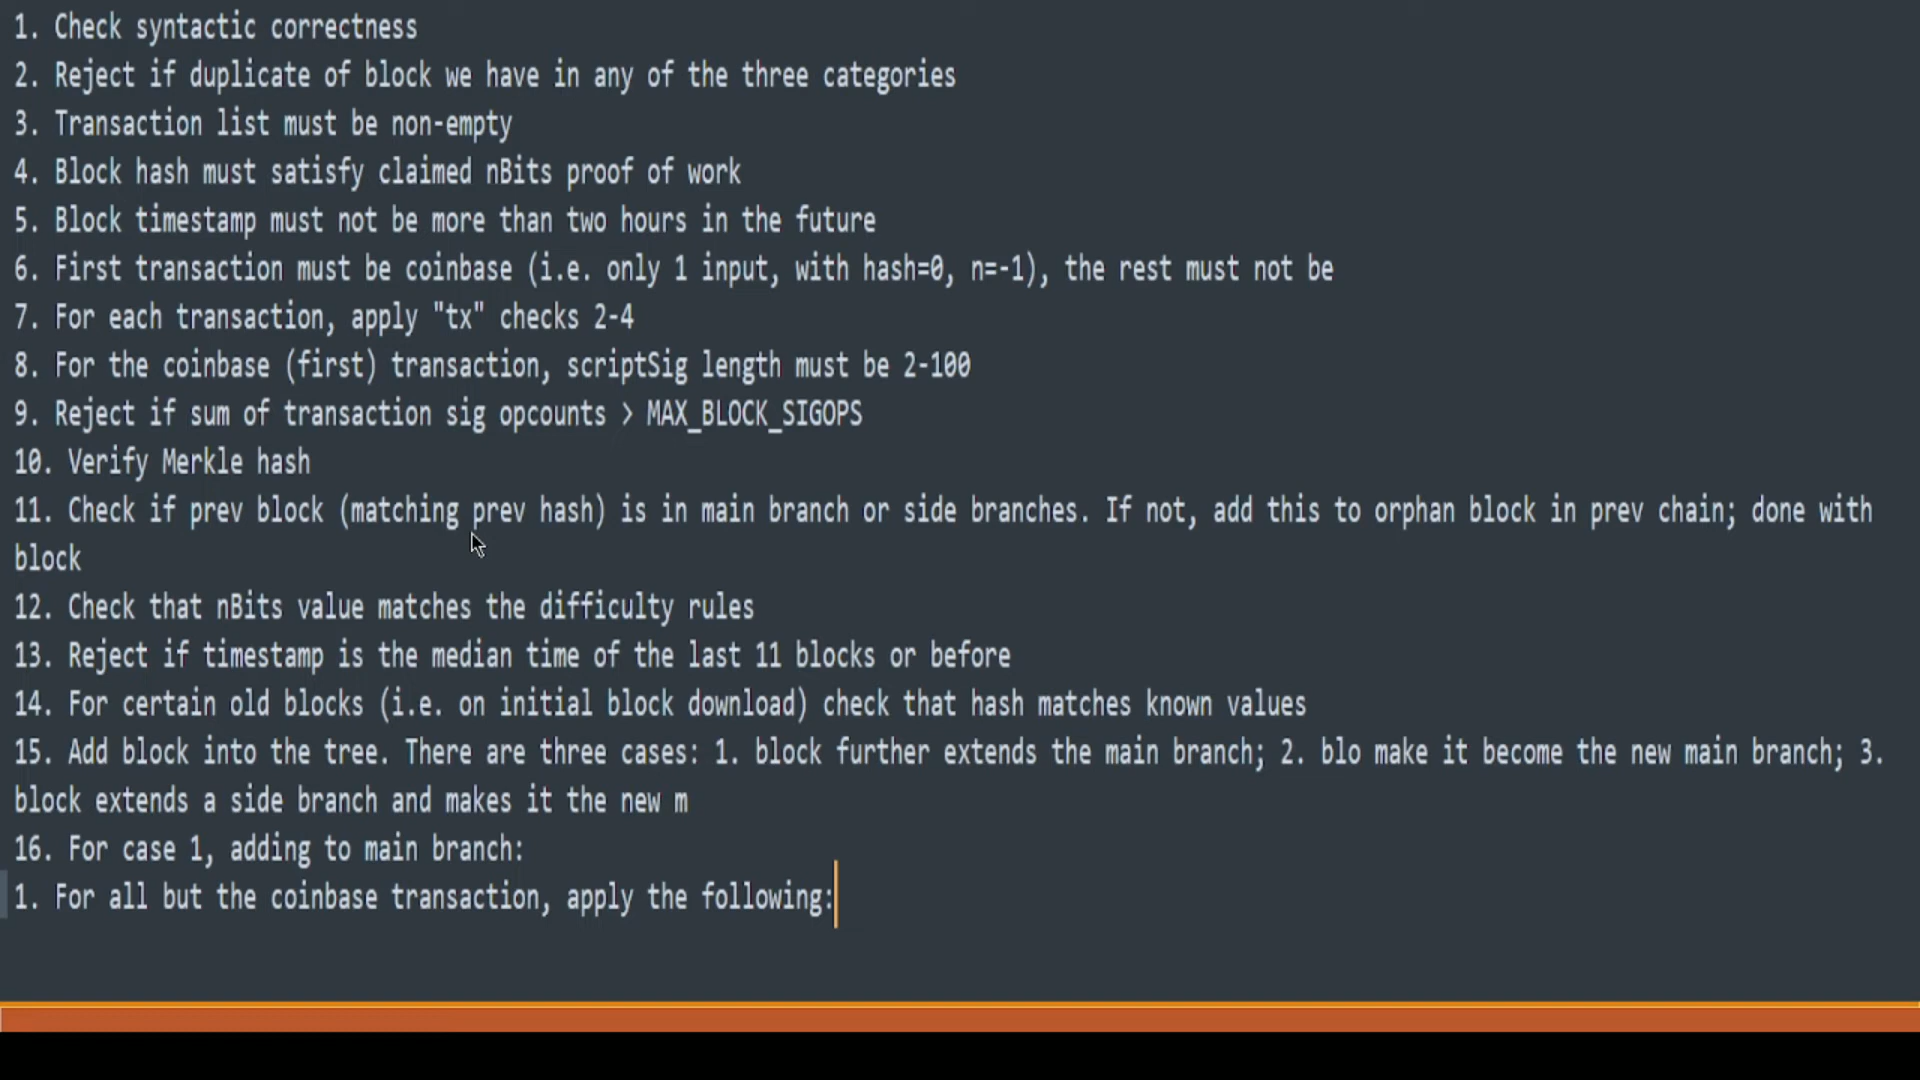 1. Check syntactic correctness
2. Reject if duplicate of block we have in any of the three categories
3. Transaction list must be non-empty
4. Block hash must satisfy claimed nBits proof of work
5. Block timestamp must not be more than two hours in the future
6. First transaction must be coinbase (i.e. only 1 input, with hash=0, n=-1), the rest must not be
7. For each transaction, apply "tx" checks 2-4
8. For the coinbase (first) transaction, scriptSig length must be 2-100
9. Reject if sum of transaction sig opcounts > MAX_BLOCK_SIGOPS
10. Verify Merkle hash
11. Check if prev block (matching prev hash) is in main branch or side branches. If not, add this to orphan block in prev chain; done with
block
12. Check that nBits value matches the difficulty rules
13. Reject if timestamp is the median time of the last 11 blocks or before
14. For certain old blocks (i.e. on initial block download) check that hash matches known values
15. Add block into the tree. There are three cases: 1. block further extends the main branch; 2. blo make it become the new main branch; 3.
block extends a side branch and makes it the new m
16. For case 1, adding to main branch:
1. For all but the coinbase transaction, apply the following: